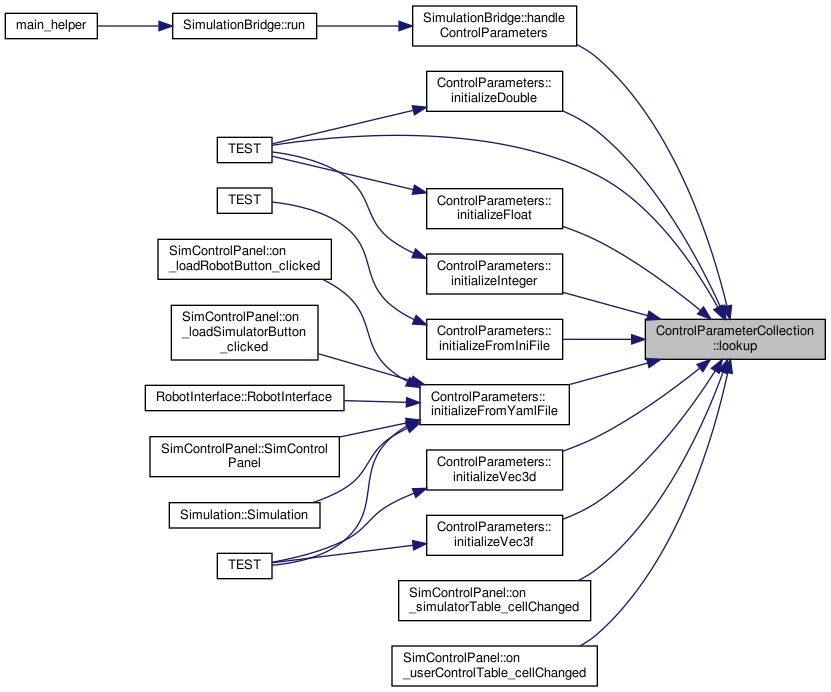 main_helper
SimulationBridge::run
SimulationBridge::handle
ControlParameters
ControlParameters::
initializeDouble
TEST
TEST
ControlParameters::
initializeFloat
SimControlPanel::on
_loadRobotButton_clicked
ControlParameters::
initializeInteger
SimControlPanel::on
_loadSimulatorButton
_clicked
ControlParameters::
initializeFromIniFile
ControlParameterCollection
::lookup
RobotInterface::RobotInterface
ControlParameters::
initializeFromYamlFile
SimControlPanel::SimControl
Panel
ControlParameters::
initializeVec3d
Simulation::Simulation
ControlParameters::
initializeVec3f
TEST
SimControlPanel::on
_simulatorTable_cellChanged
SimControlPanel::on
_userControlTable_cellChanged